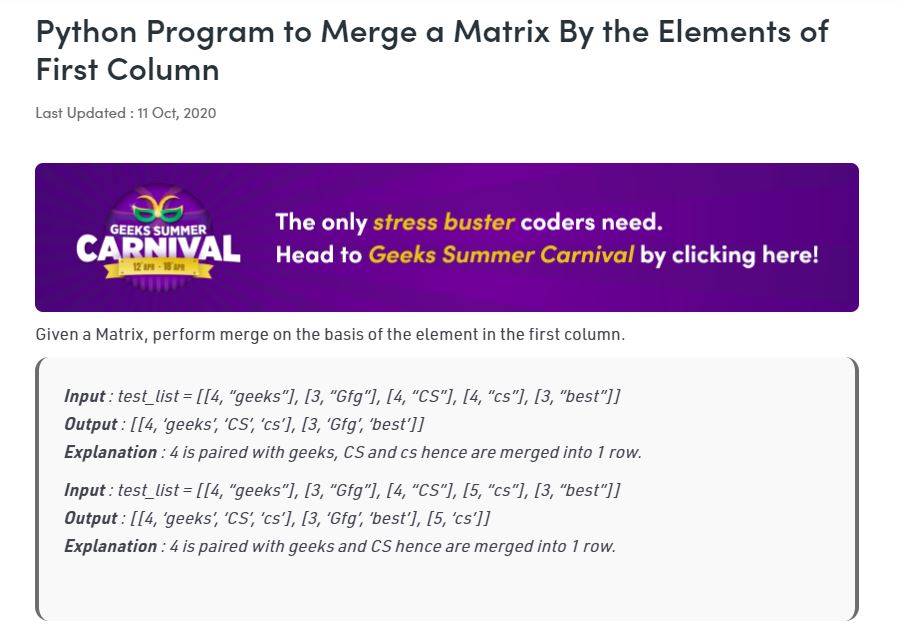 Python Program to Merge a Matrix By the Elements of
First Column
Last Updated : 11 Oct, 2020
GEEKS SUMMER
CARNIVAL
12 APR - 18 APR
The only stress buster coders need.
Head to Geeks Summer Carnival by clicking here!
Given a Matrix, perform merge on the basis of the element in the first column.
Input : test_list = [[4, “geeks”], [3, “Gfg”], [4, “CS”], [4, “cs”], [3, “best”]]
Output : [[4, ‘geeks’, ‘CS’, ‘cs’], [3, ‘Gfg’, ‘best’]]
Explanation : 4 is paired with geeks, CS and cs hence are merged into 1 row.
Input : test_list = [[4, “geeks”], [3, “Gfg”], [4, “CS”], [5, “cs”], [3, “best”]]
Output : [[4, ‘geeks’, ‘CS’, ‘cs’], [3, ‘Gfg’, ‘best’], [5, ‘cs’]]
Explanation : 4 is paired with geeks and CS hence are merged into 1 row.